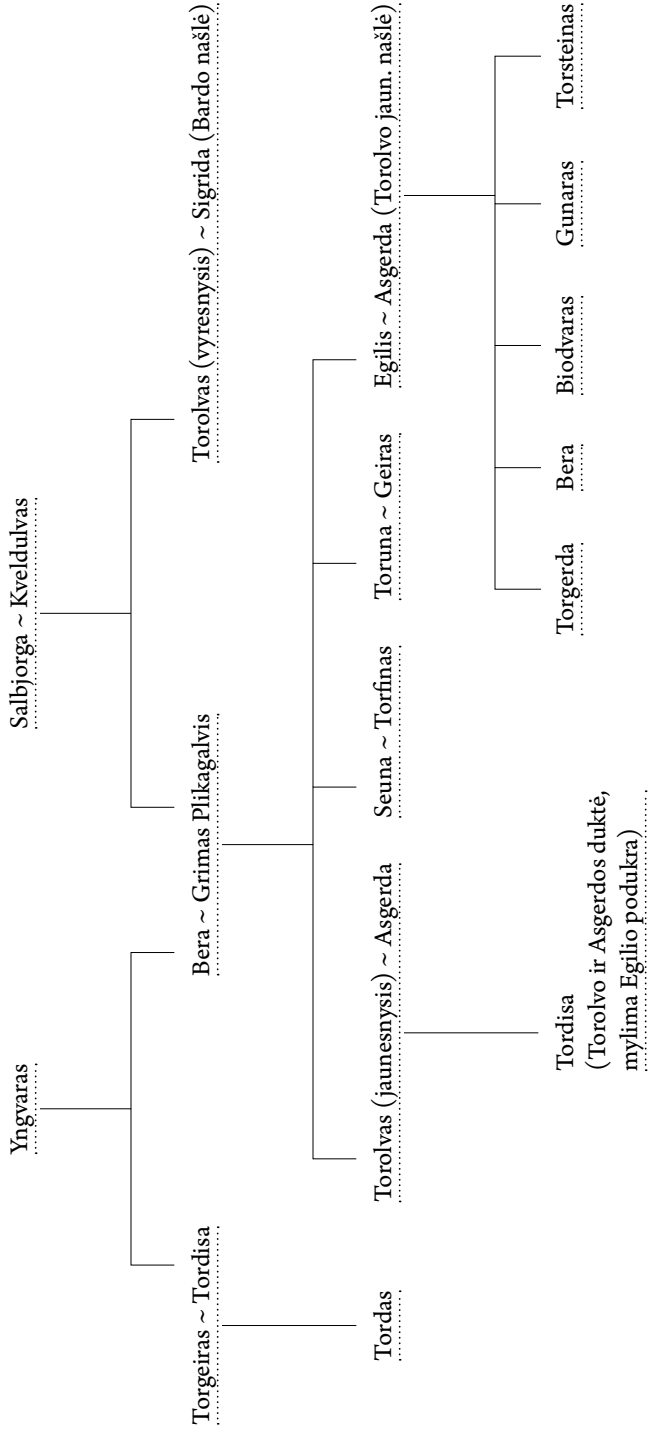 Yngvaras
Salbjorga ~ Kveldulvas
Torgeiras ~ Tordisa
Bera ~ Grimas Plikagalvis
Torolvas (vyresnysis) ~ Sigrida (Bardo našlė)
Tordas
Torolvas (jaunesnysis) ~ Asgerda
Seuna ~ Torfinas
Toruna ~ Geiras
Egilis ~ Asgerda (Torolvo jaun. našlė)
Tordisa
(Torolvo ir Asgerdos duktė,
mylima Egilio podukra)
Torgerda
Bera
Biodvaras
Gunaras
Torsteinas